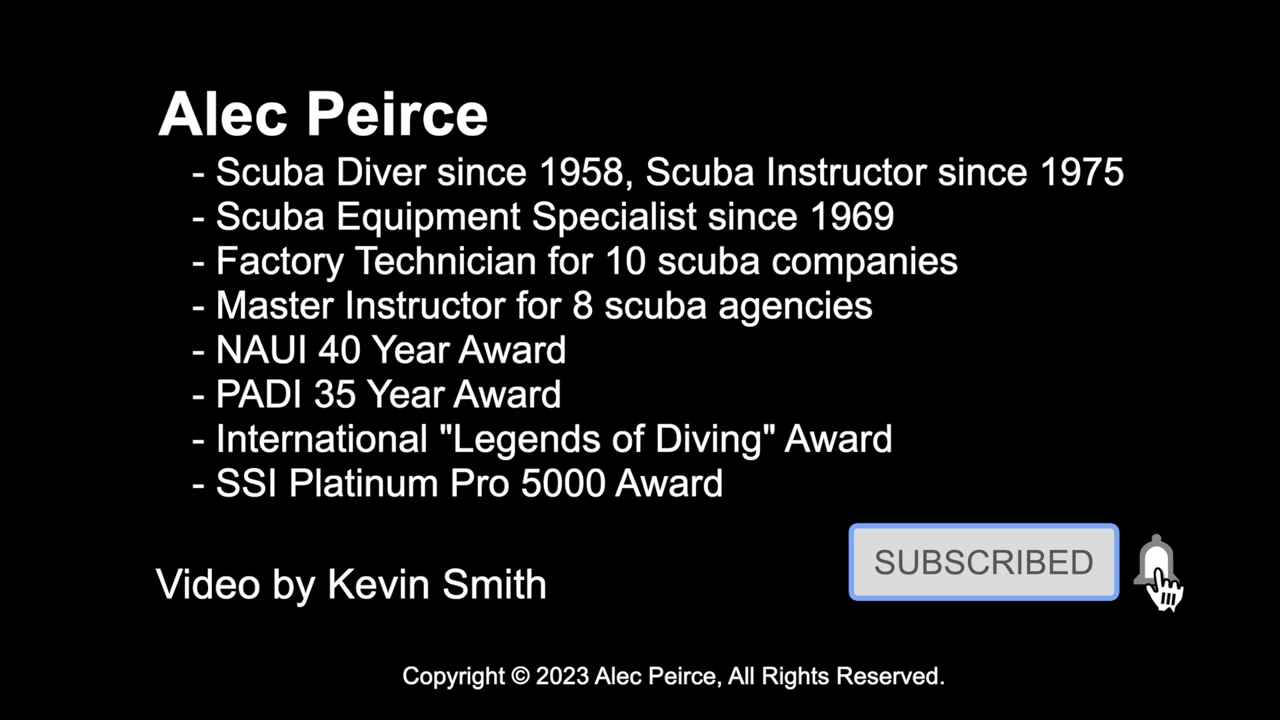 Alec Peirce
- Scuba Diver since 1958, Scuba Instructor since 1975
- Scuba Equipment Specialist since 1969
- Factory Technician for 10 scuba companies
- Master Instructor for 8 scuba agencies
- NAUI 40 Year Award
- PADI 35 Year Award
- International "Legends of Diving" Award
- SSI Platinum Pro 5000 Award
Video by Kevin Smith
SUBSCRIBED
Copyright © 2023 Alec Peirce, All Rights Reserved.